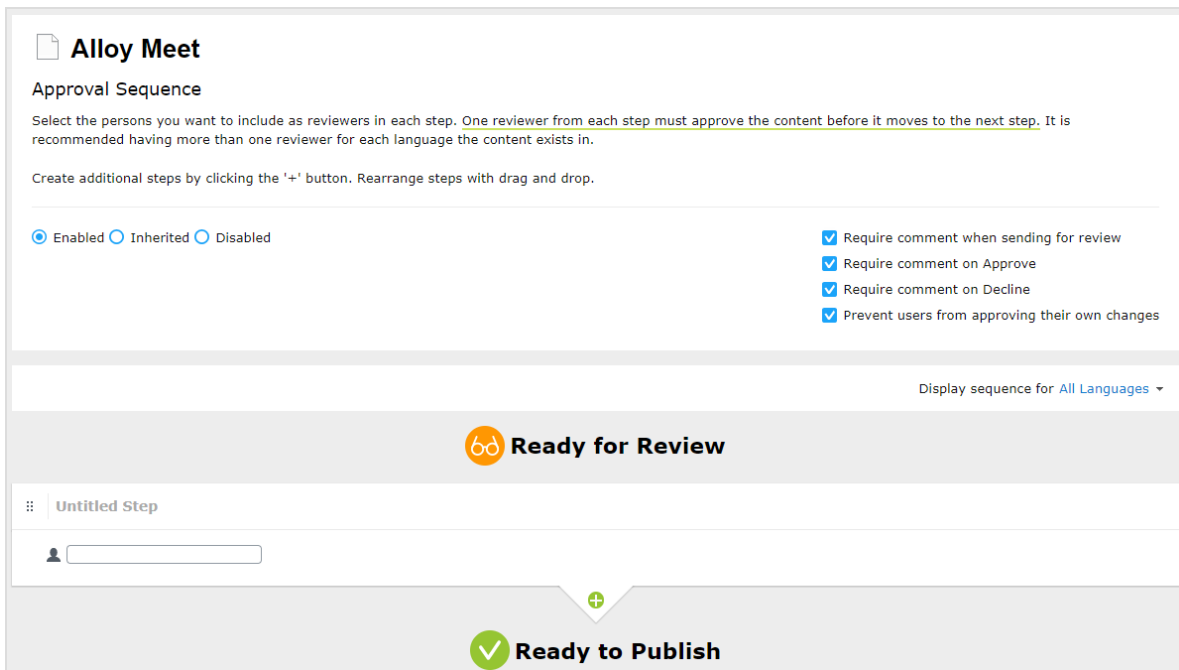 Alloy Meet
Approval Sequence
Select the persons you want to include as reviewers in each step. One reviewer from each step must approve the content before it moves to the next step. It is
recommended having more than one reviewer for each language the content exists in.
Create additional steps by clicking the '+' button. Rearrange steps with drag and drop.
Enabled Inherited Disabled
Require comment when sending for review
Require comment on Approve
Require comment on Decline
Prevent users from approving their own changes
Display sequence for All Languages
Ready for Review
Untitled Step
Ready to Publish